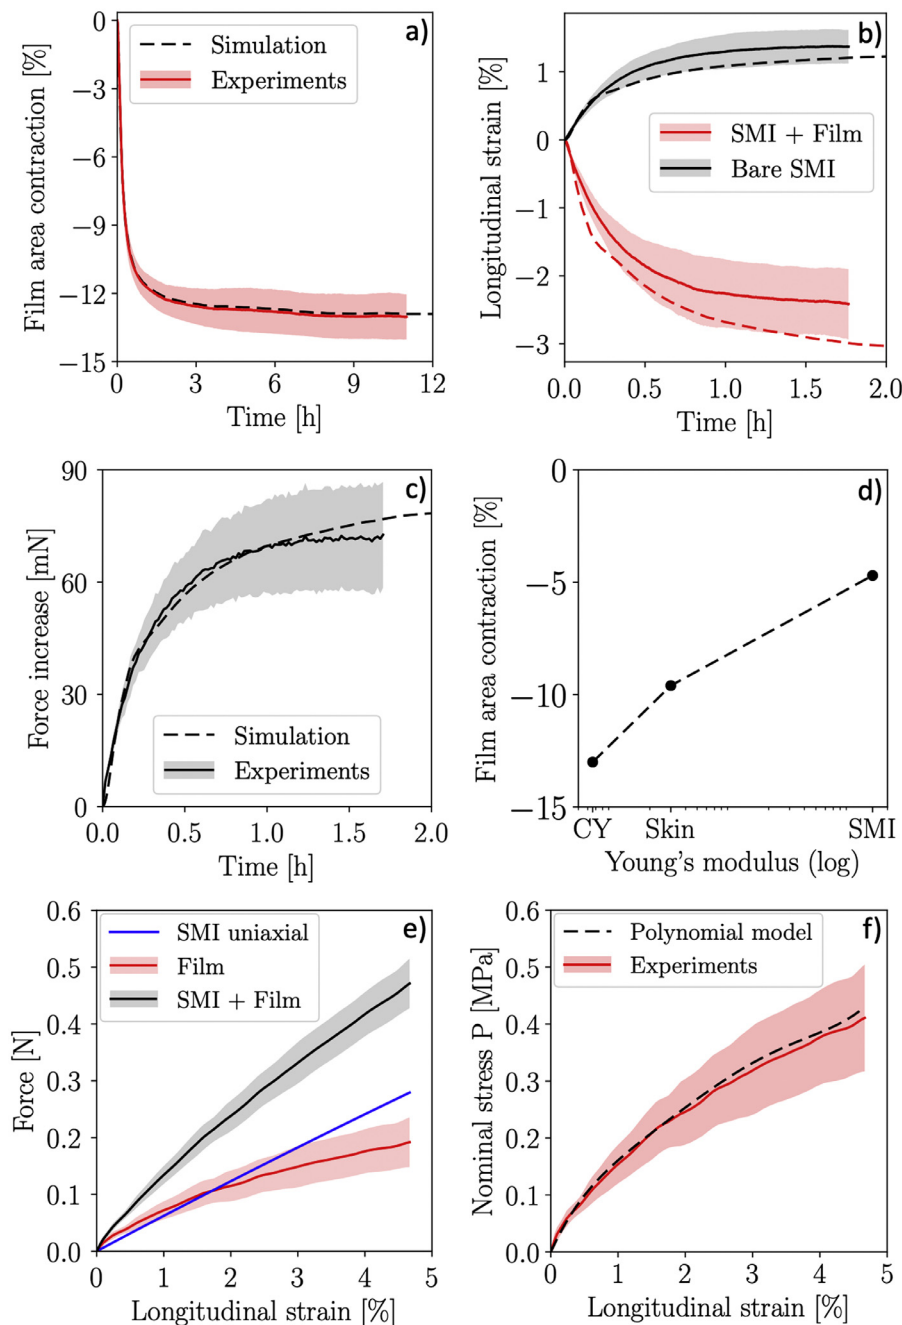 a)
Film area contraction [%]
0
−3
−6
−9
−12
−15
Simulation
Experiments
0 3 6 9 12
Time [h]
b)
Longitudinal strain [%]
1
0
−1
−2
−3
SMI + Film
Bare SMI
0.0 0.5 1.0 1.5 2.0
Time [h]
c)
Force increase [mN]
90
60
30
0
Simulation
Experiments
0.0 0.5 1.0 1.5 2.0
Time [h]
d)
Film area contraction [%]
0
−5
−10
−15
CY Skin SMI
Young's modulus (log)
e)
Force [N]
0.6
0.5
0.4
0.3
0.2
0.1
0.0
SMI uniaxial
Film
SMI + Film
0 1 2 3 4 5
Longitudinal strain [%]
f)
Nominal stress P [MPa]
0.6
0.5
0.4
0.3
0.2
0.1
0.0
Polynomial model
Experiments
0 1 2 3 4 5
Longitudinal strain [%]